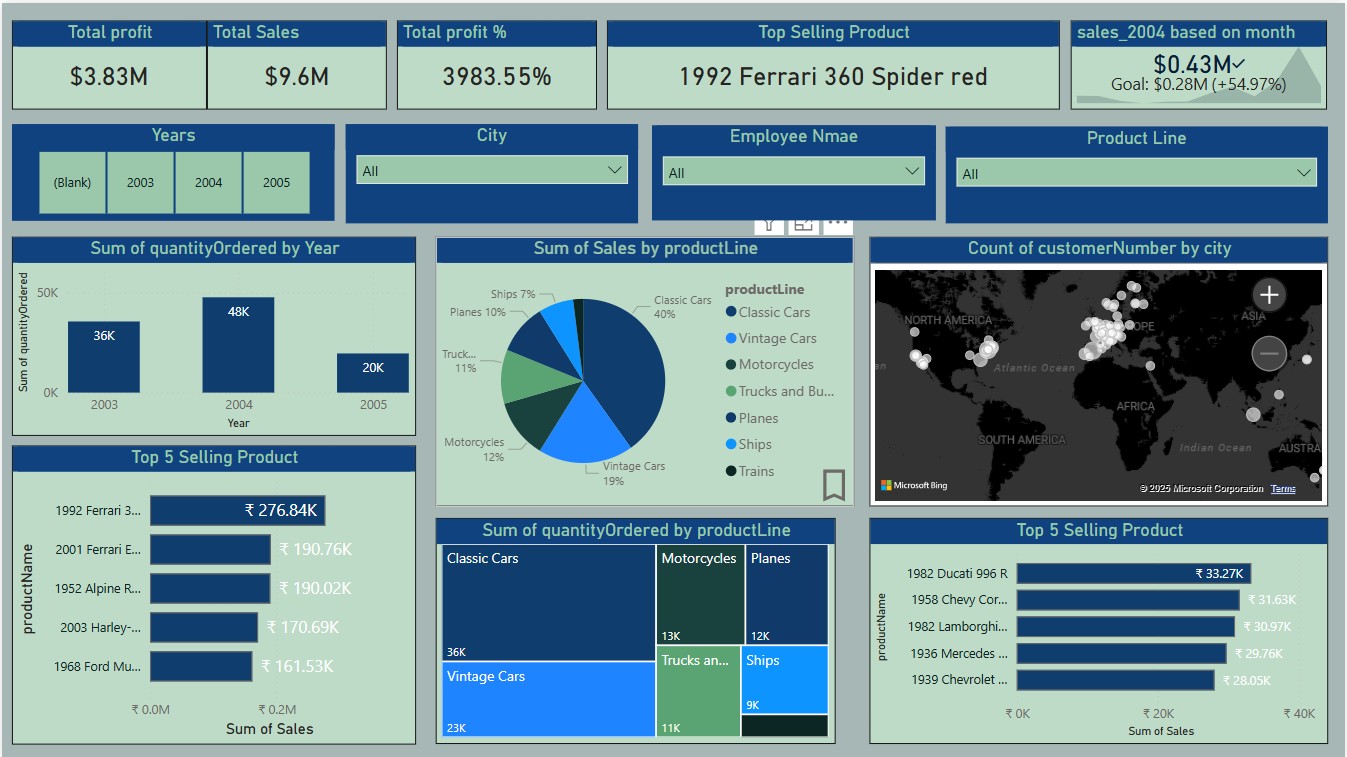 Total profit
$3.83M
Total Sales
$9.6M
Total profit %
3983.55%
Top Selling Product
1992 Ferrari 360 Spider red
sales_2004 based on month
$0.43M✓
Goal: $0.28M (+54.97%)
Years
(Blank)
2003
2004
2005
City
All
Employee Nmae
All
Product Line
All
Sum of quantityOrdered by Year
Sum of quantityOrdered
50K
0K
36K
48K
20K
2003
2004
2005
Year
Sum of Sales by productLine
Ships 7%
Planes 10%
Truck...
11%
Motorcycles
12%
Vintage Cars
19%
Classic Cars
40%
productLine
Classic Cars
Vintage Cars
Motorcycles
Trucks and Bu...
Planes
Ships
Trains
Count of customerNumber by city
NORTH AMERICA
OPE
ASIA
an
Atlantic Ocean
AFRICA
SOUTH AMERICA
Indian Ocean
AUSTRA
Microsoft Bing
© 2025 Microsoft Corporation Terms
Top 5 Selling Product
productName
1992 Ferrari 3...
₹ 276.84K
2001 Ferrari E...
₹ 190.76K
1952 Alpine R...
₹ 190.02K
2003 Harley-...
₹ 170.69K
1968 Ford Mu...
₹ 161.53K
₹ 0.0M
₹ 0.2M
Sum of Sales
Sum of quantityOrdered by productLine
Classic Cars
36K
Vintage Cars
23K
Motorcycles
13K
Planes
12K
Trucks an...
11K
Ships
9K
Top 5 Selling Product
productName
1982 Ducati 996 R
₹ 33.27K
1958 Chevy Cor...
₹ 31.63K
1982 Lamborghi...
₹ 30.97K
1936 Mercedes ...
₹ 29.76K
1939 Chevrolet ...
₹ 28.05K
₹ 0K
₹ 20K
₹ 40K
Sum of Sales